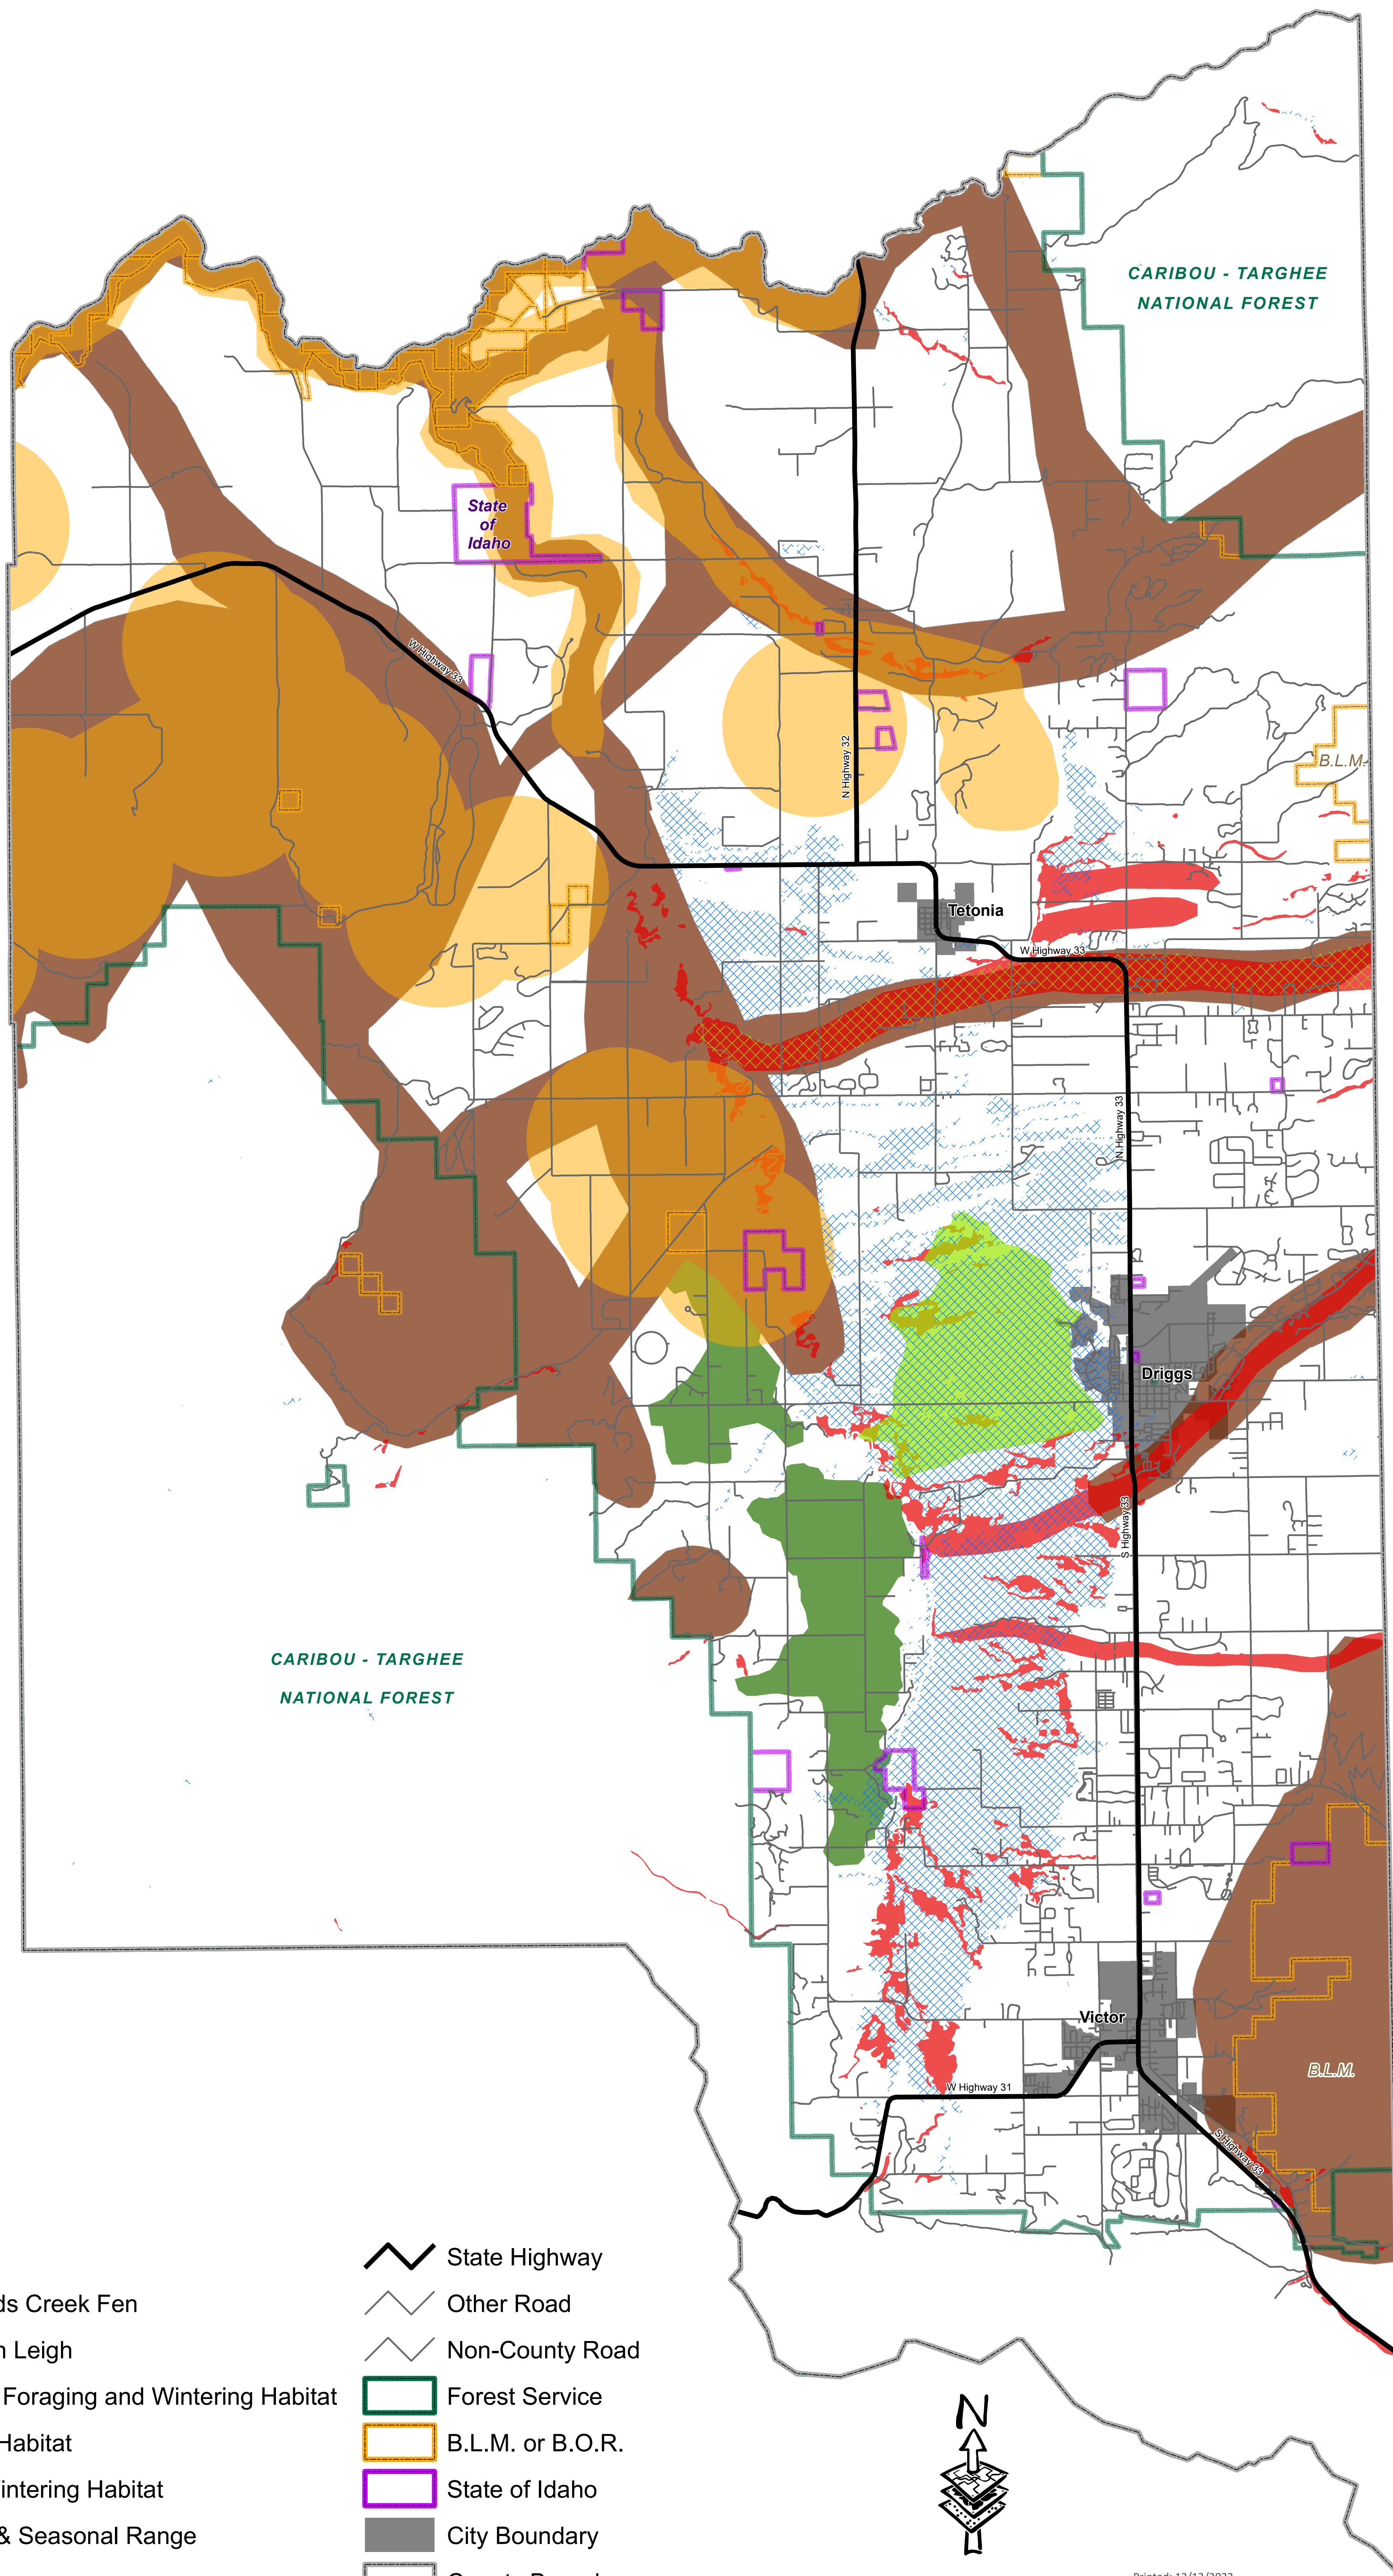 CARIBOU - TARGHEE
NATIONAL FOREST
State
of
Idaho
W Highway 33
N Highway 32
B.L.M.
Tetonia
W Highway 33
N Highway 33
Driggs
S Highway 33
CARIBOU - TARGHEE
NATIONAL FOREST
Victor
B.L.M.
W Highway 31
S Highway 33
State Highway
ds Creek Fen
Other Road
n Leigh
Non-County Road
Foraging and Wintering Habitat
Forest Service
Habitat
B.L.M. or B.O.R.
intering Habitat
State of Idaho
& Seasonal Range
City Boundary
N